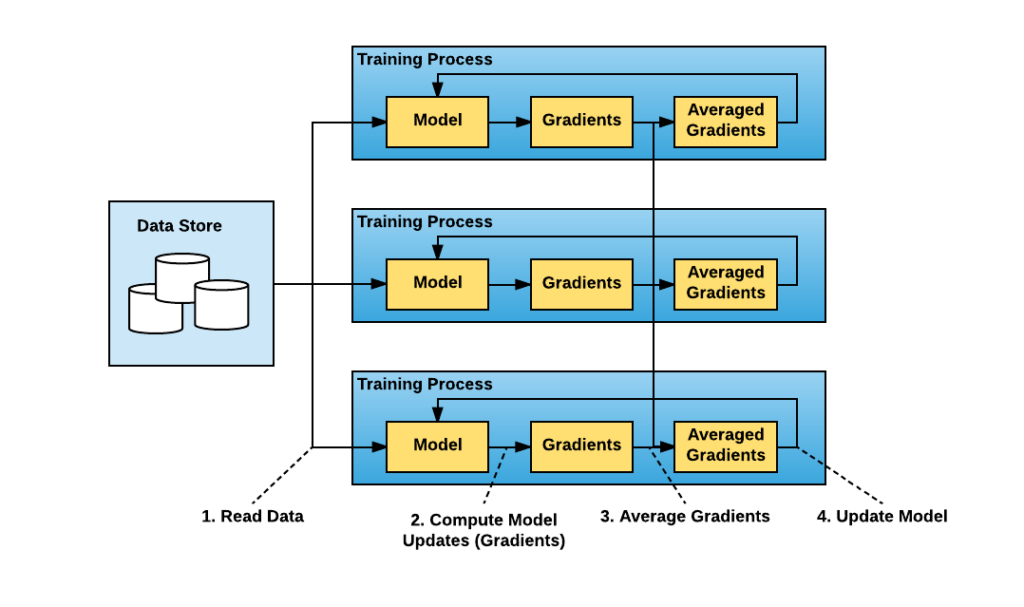 Training Process
Model
Gradients
Averaged
Gradients
Data Store
Training Process
Model
Gradients
Averaged
Gradients
Training Process
Model
Gradients
Averaged
Gradients
1. Read Data
2. Compute Model
Updates (Gradients)
3. Average Gradients
4. Update Model